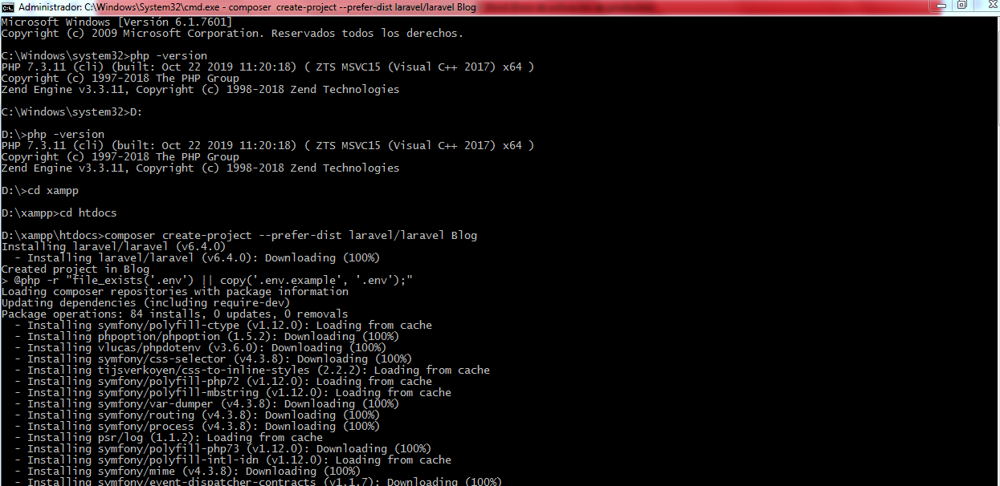 Administrador: C:\Windows\System32\cmd.exe - composer  create-project --prefer-dist laravel/laravel Blog
Microsoft Windows [Versión 6.1.7601]
Copyright (c) 2009 Microsoft Corporation. Reservados todos los derechos.
C:\Windows\system32>php -version
PHP 7.3.11 (cli) (built: Oct 22 2019 11:20:18) ( ZTS MSVC15 (Visual C++ 2017) x64 )
Copyright (c) 1997-2018 The PHP Group
Zend Engine v3.3.11, Copyright (c) 1998-2018 Zend Technologies
C:\Windows\system32>D:
D:\>php -version
PHP 7.3.11 (cli) (built: Oct 22 2019 11:20:18) ( ZTS MSVC15 (Visual C++ 2017) x64 )
Copyright (c) 1997-2018 The PHP Group
Zend Engine v3.3.11, Copyright (c) 1998-2018 Zend Technologies
D:\>cd xampp
D:\xampp>cd htdocs
D:\xampp\htdocs>composer create-project --prefer-dist laravel/laravel Blog
Installing laravel/laravel (v6.4.0)
  - Installing laravel/laravel (v6.4.0): Downloading (100%)
Created project in Blog
> @php -r "file_exists('.env') || copy('.env.example', '.env');"
Loading composer repositories with package information
Updating dependencies (including require-dev)
Package operations: 84 installs, 0 updates, 0 removals
  - Installing symfony/polyfill-ctype (v1.12.0): Loading from cache
  - Installing phpoption/phpoption (1.5.2): Downloading (100%)
  - Installing vlucas/phpdotenv (v3.6.0): Downloading (100%)
  - Installing symfony/css-selector (v4.3.8): Downloading (100%)
  - Installing tijsverkoyen/css-to-inline-styles (2.2.2): Loading from cache
  - Installing symfony/polyfill-php72 (v1.12.0): Loading from cache
  - Installing symfony/polyfill-mbstring (v1.12.0): Loading from cache
  - Installing symfony/var-dumper (v4.3.8): Downloading (100%)
  - Installing symfony/routing (v4.3.8): Downloading (100%)
  - Installing symfony/process (v4.3.8): Downloading (100%)
  - Installing psr/log (1.1.2): Loading from cache
  - Installing symfony/polyfill-php73 (v1.12.0): Downloading (100%)
  - Installing symfony/polyfill-intl-idn (v1.12.0): Loading from cache
  - Installing symfony/mime (v4.3.8): Downloading (100%)
  - Installing symfony/event-dispatcher-contracts (v1.1.7): Downloading (100%)